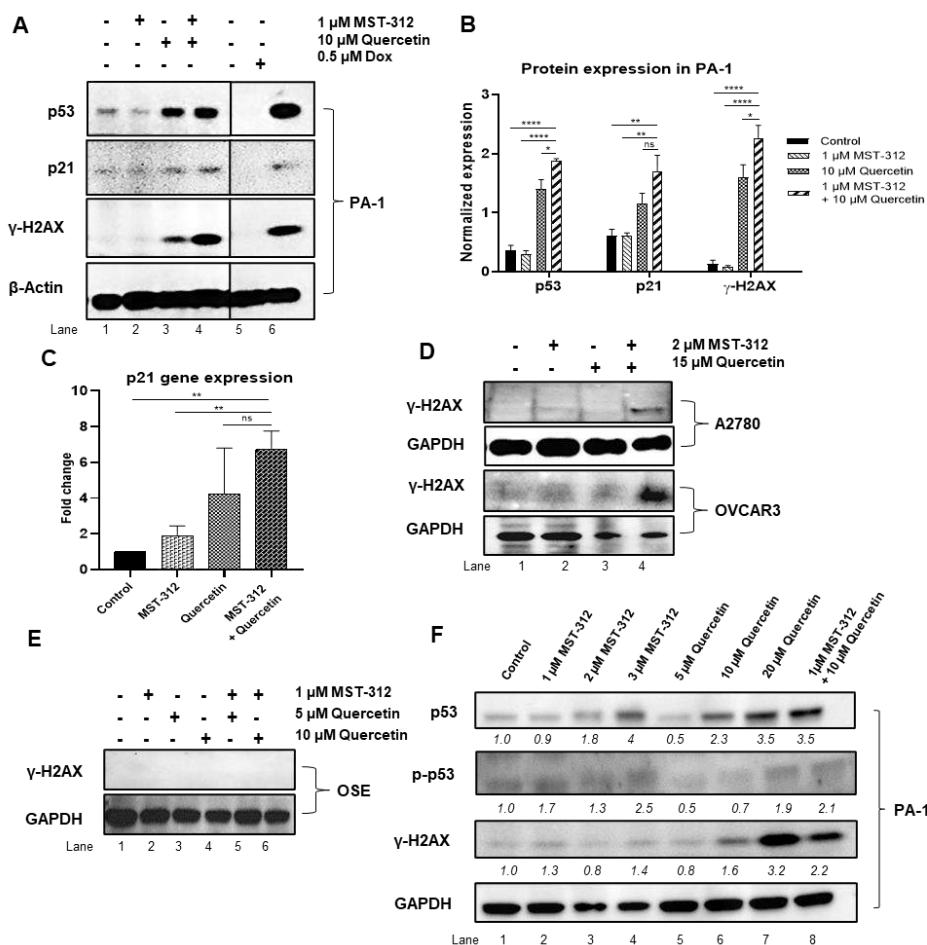 A
- + - + - - 1 µM MST-312
- - + + - - 10 µM Quercetin
- - - - - + 0.5 µM Dox
p53
p21
γ-H2AX
β-Actin
PA-1
Lane 1 2 3 4 5 6
B
Protein expression in PA-1
Normalized expression
3
2
1
0
**** **** *
** ** ns
**** **** *
p53 p21 γ-H2AX
Control
1 µM MST-312
10 µM Quercetin
1 µM MST-312
+ 10 µM Quercetin
C
p21 gene expression
Fold change
10
8
6
4
2
0
**
**
ns
Control
MST-312
Quercetin
MST-312
+ Quercetin
D
- + - + 2 µM MST-312
- - + + 15 µM Quercetin
γ-H2AX
GAPDH
A2780
γ-H2AX
GAPDH
OVCAR3
Lane 1 2 3 4
E
- + - - + + 1 µM MST-312
- - + - + - 5 µM Quercetin
- - - + - + 10 µM Quercetin
γ-H2AX
GAPDH
OSE
Lane 1 2 3 4 5 6
F
Control
1 µM MST-312
2 µM MST-312
3 µM MST-312
5 µM Quercetin
10 µM Quercetin
20 µM Quercetin
1µM MST-312
+ 10 µM Quercetin
p53
1.0 0.9 1.8 4 0.5 2.3 3.5 3.5
p-p53
1.0 1.7 1.3 2.5 0.5 0.7 1.9 2.1
γ-H2AX
1.0 1.3 0.8 1.4 0.8 1.6 3.2 2.2
GAPDH
PA-1
Lane 1 2 3 4 5 6 7 8